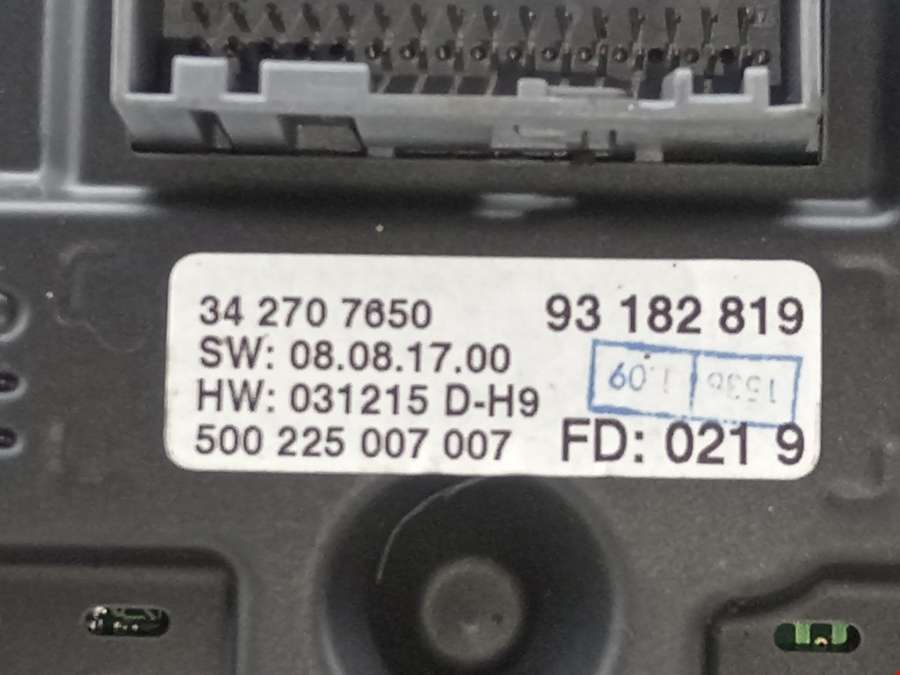 34 270 7650 93 182 819
SW: 08.08.17.00
HW: 031215 D-H9
500 225 007 007 FD: 021 9